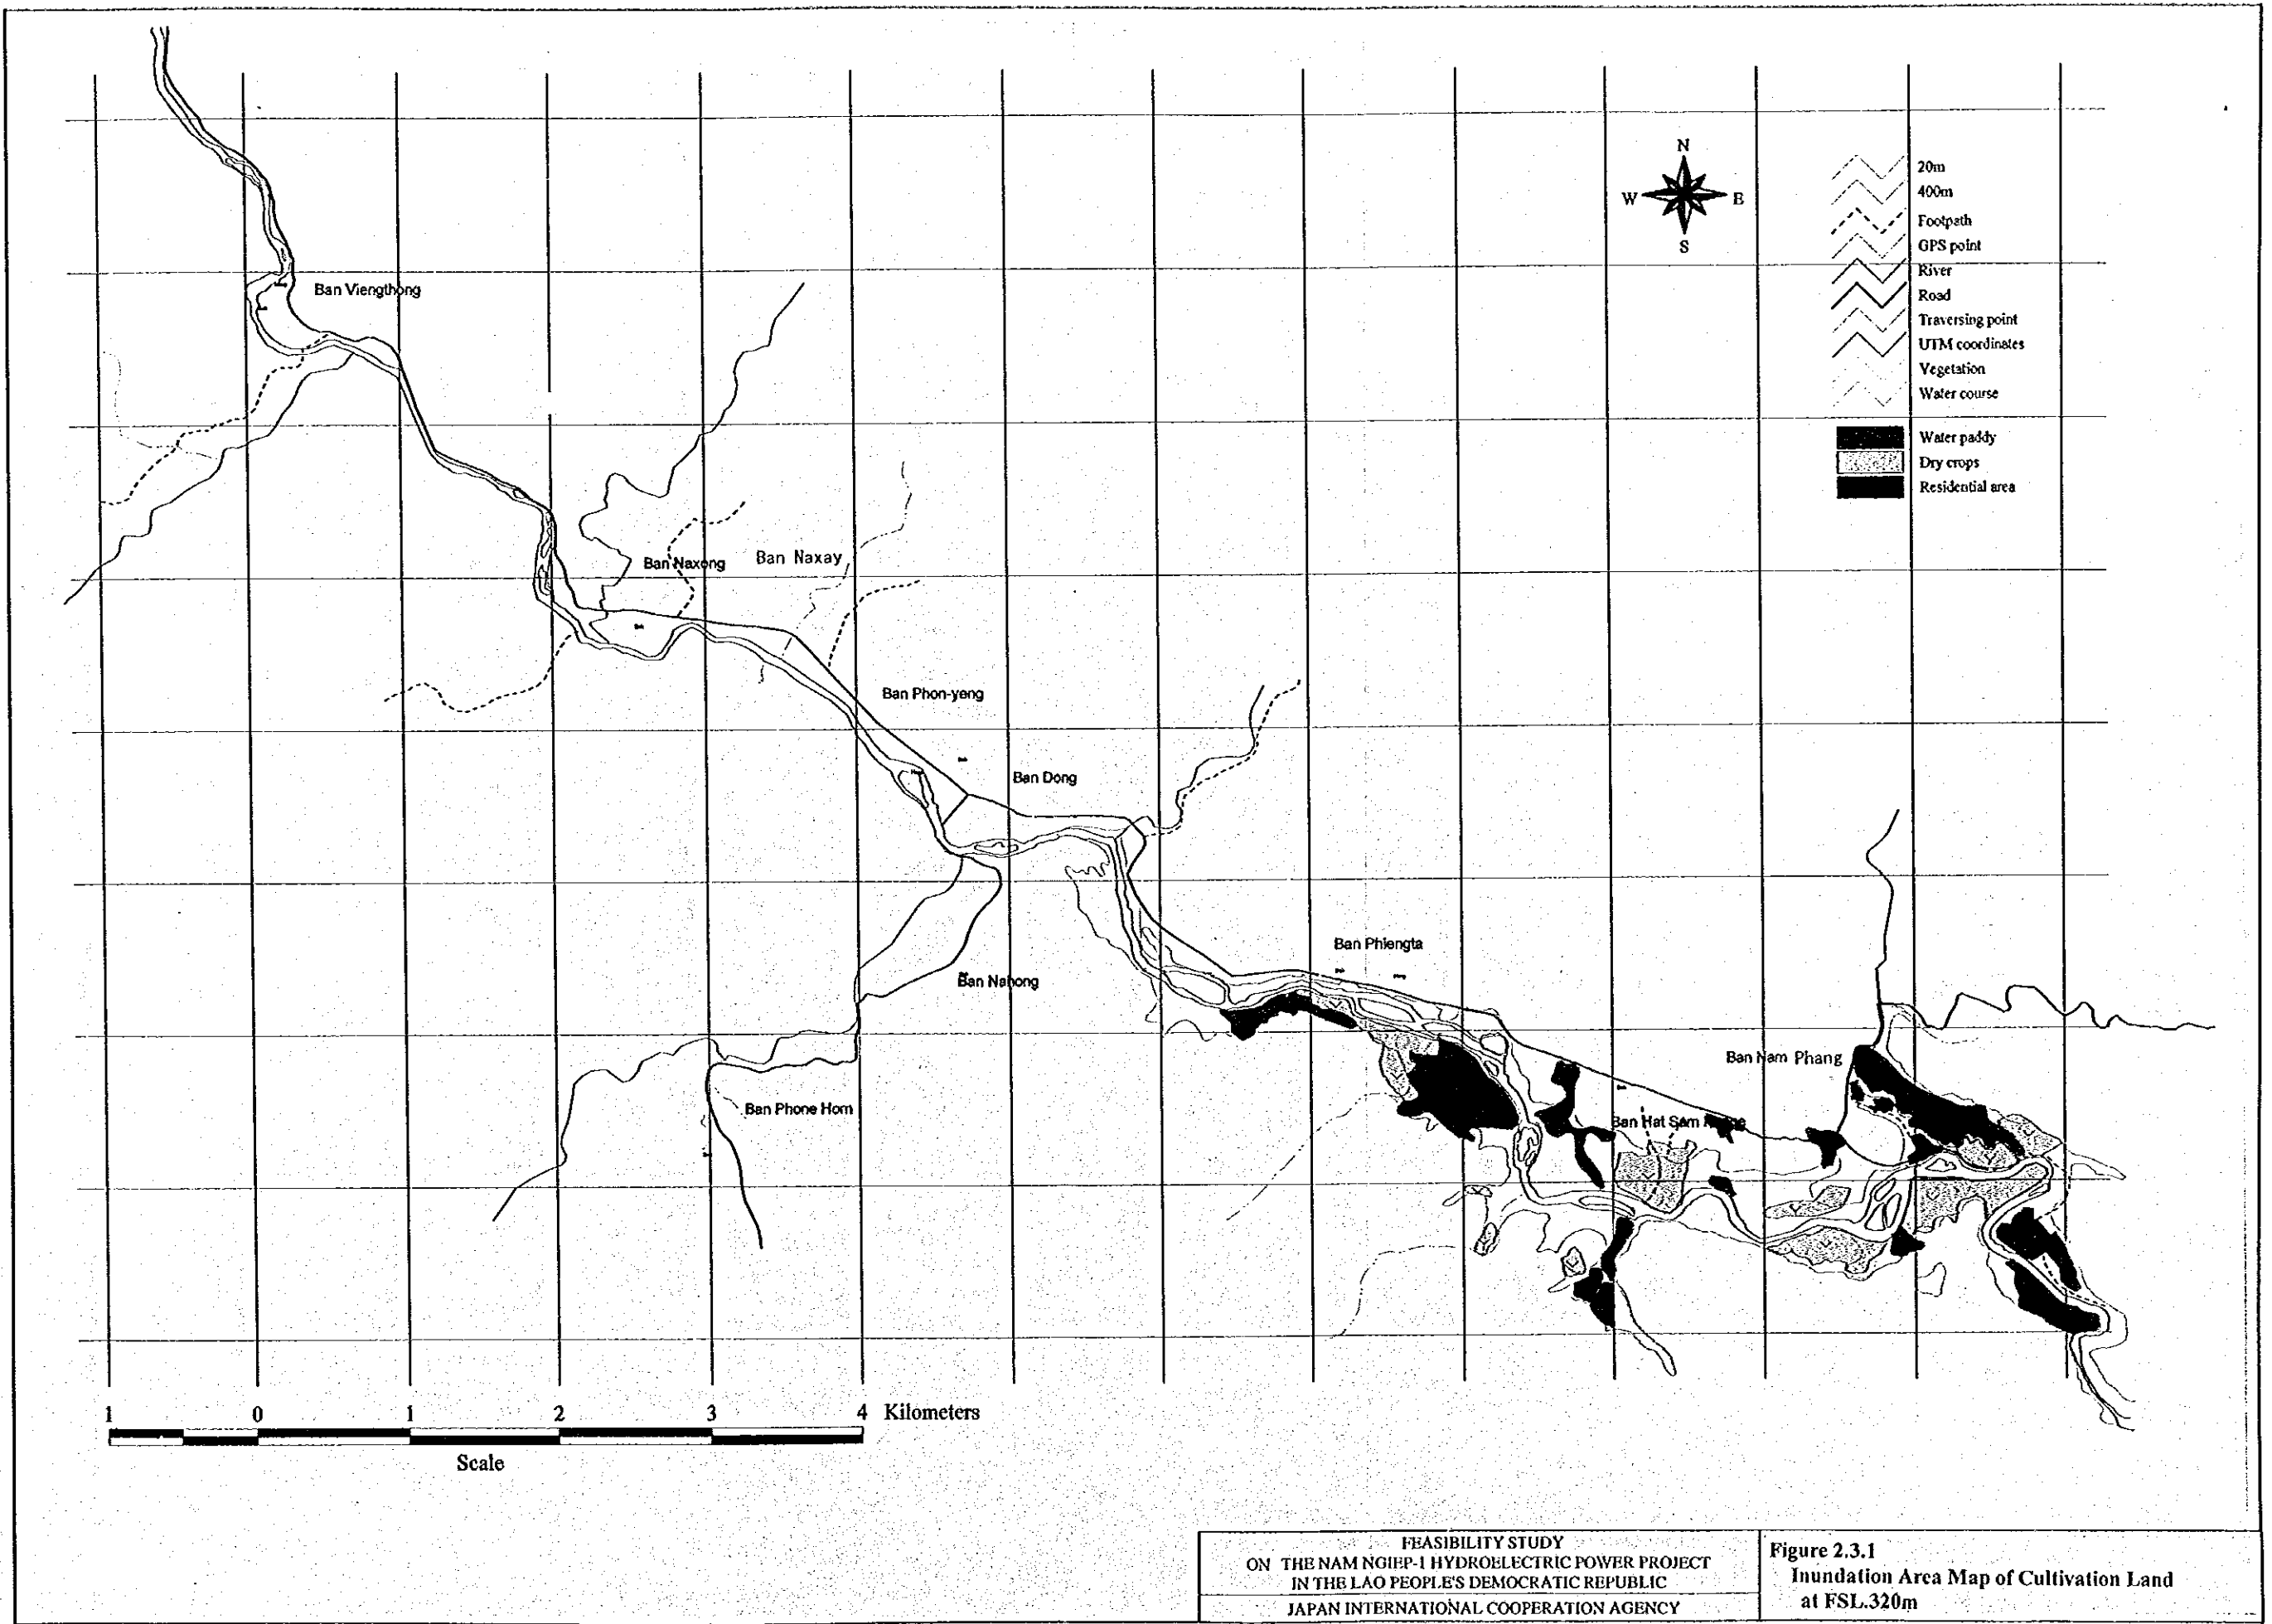 N
W
E
S
20m
400m
Footpath
GPS point
River
Road
Traversing point
UTM coordinates
Vegetation
Water course
Water paddy
Dry crops
Residential area
Ban Viengthong
Ban Naxong
Ban Naxay
Ban Phon-yeng
Ban Dong
Ban Phiengta
Ban Nahong
Ban Nam Phang
Ban Phone Hom
Ban Hat Sam
1 0 1 2 3 4 Kilometers
Scale
FEASIBILITY STUDY
ON THE NAM NGIEP-1 HYDROELECTRIC POWER PROJECT
IN THE LAO PEOPLE'S DEMOCRATIC REPUBLIC
JAPAN INTERNATIONAL COOPERATION AGENCY
Figure 2.3.1
Inundation Area Map of Cultivation Land
at FSL.320m